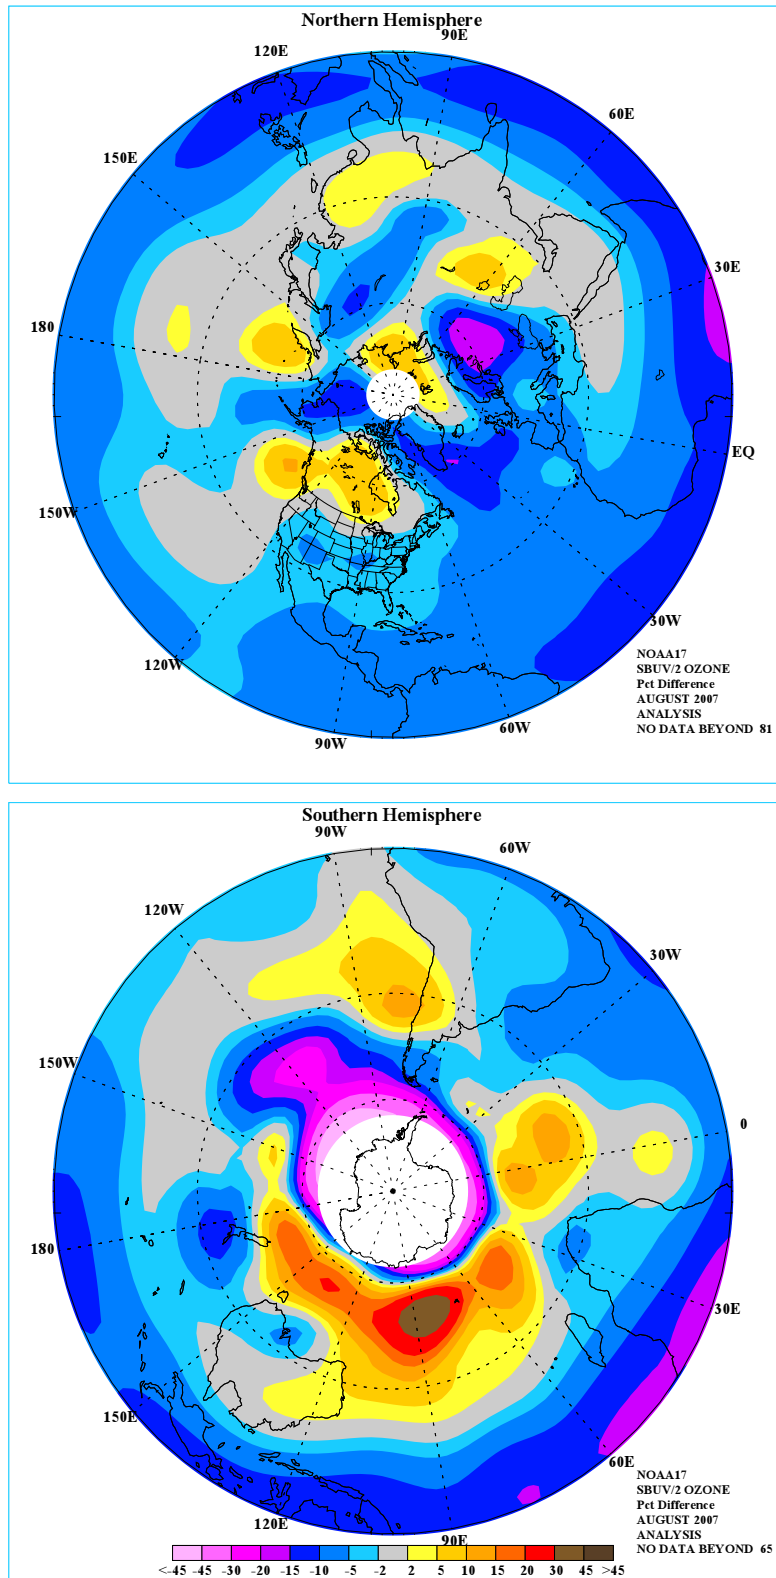 Northern Hemisphere
90E
120E
60E
150E
30E
180
EQ
150W
30W
120W
60W
90W
NOAA17
SBUV/2 OZONE
Pct Difference
AUGUST 2007
ANALYSIS
NO DATA BEYOND 81
Southern Hemisphere
90W
60W
120W
30W
150W
0
180
30E
150E
60E
120E
90E
NOAA17
SBUV/2 OZONE
Pct Difference
AUGUST 2007
ANALYSIS
NO DATA BEYOND 65
<-45 -45 -30 -20 -15 -10 -5 -2 2 5 10 15 20 30 45 >45